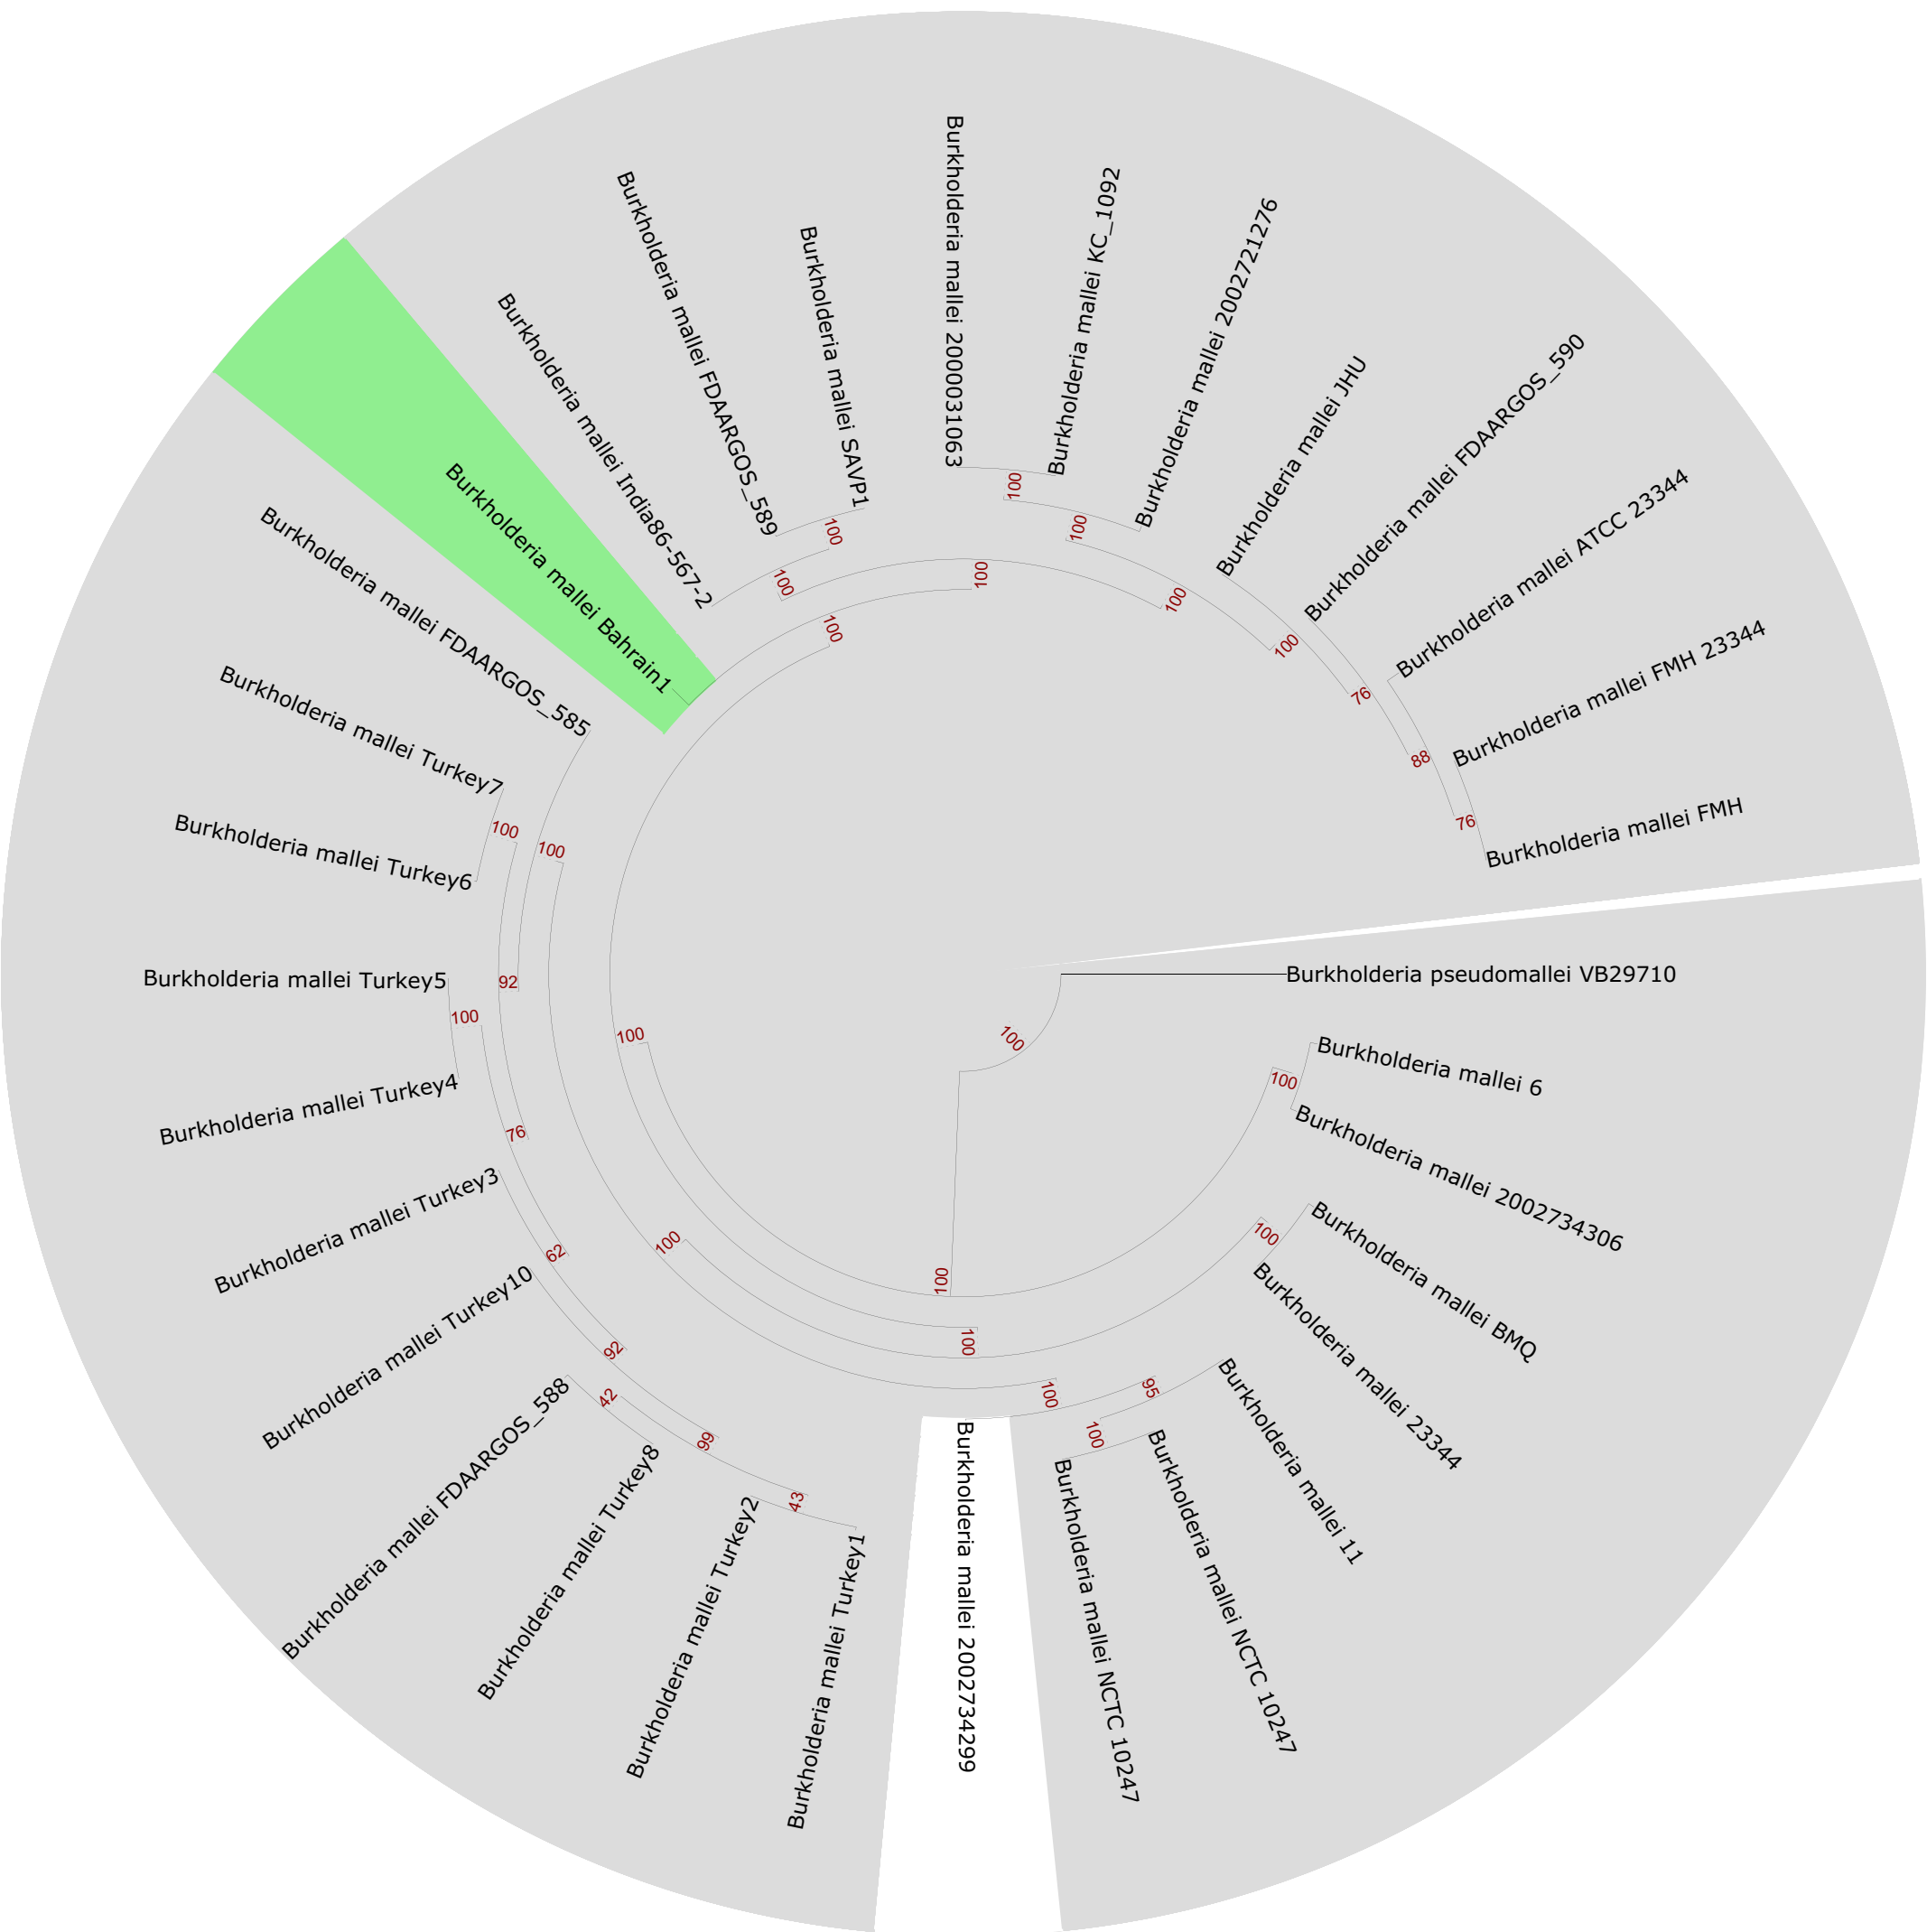 Burkholderia mallei 2000031063
Burkholderia mallei KC_1092
Burkholderia mallei 2002721276
Burkholderia mallei JHU
Burkholderia mallei FDAARGOS_590
Burkholderia mallei ATCC 23344
Burkholderia mallei FMH 23344
Burkholderia mallei FMH
Burkholderia pseudomallei VB29710
Burkholderia mallei 6
Burkholderia mallei 2002734306
Burkholderia mallei BMQ
Burkholderia mallei 23344
Burkholderia mallei 11
Burkholderia mallei NCTC 10247
Burkholderia mallei NCTC 10247
Burkholderia mallei 2002734299
Burkholderia mallei Turkey1
Burkholderia mallei Turkey2
Burkholderia mallei Turkey8
Burkholderia mallei FDAARGOS_588
Burkholderia mallei Turkey10
Burkholderia mallei Turkey3
Burkholderia mallei Turkey4
Burkholderia mallei Turkey5
Burkholderia mallei Turkey6
Burkholderia mallei Turkey7
Burkholderia mallei FDAARGOS_585
Burkholderia mallei Bahrain1
Burkholderia mallei India86-567-2
Burkholderia mallei FDAARGOS_589
Burkholderia mallei SAVP1
100
100
100
100
76
88
76
100
100
100
100
100
95
100
100
100
100
43
99
42
92
62
76
100
92
100
100
100
100
100
100
100